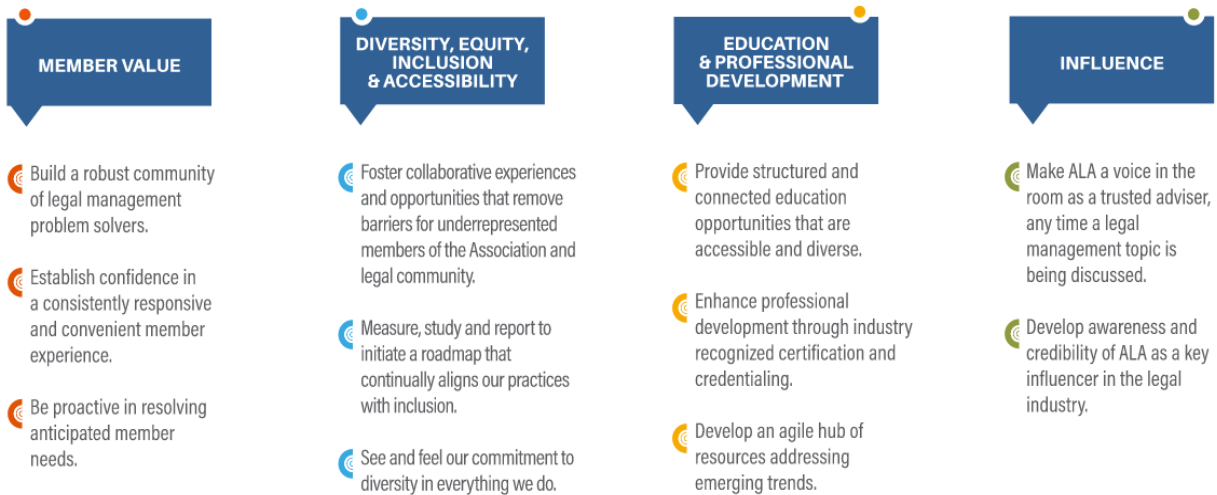 MEMBER VALUE
Build a robust community
of legal management
problem solvers.
Establish confidence in
a consistently responsive
and convenient member
experience.
Be proactive in resolving
anticipated member
needs.
DIVERSITY, EQUITY,
INCLUSION
& ACCESSIBILITY
Foster collaborative experiences
and opportunities that remove
barriers for underrepresented
members of the Association and
legal community.
Measure, study and report to
initiate a roadmap that
continually aligns our practices
with inclusion.
See and feel our commitment to
diversity in everything we do.
EDUCATION
& PROFESSIONAL
DEVELOPMENT
Provide structured and
connected education
opportunities that are
accessible and diverse.
Enhance professional
development through industry
recognized certification and
credentialing.
Develop an agile hub of
resources addressing
emerging trends.
INFLUENCE
Make ALA a voice in the
room as a trusted adviser,
any time a legal
management topic is
being discussed.
Develop awareness and
credibility of ALA as a key
influencer in the legal
industry.